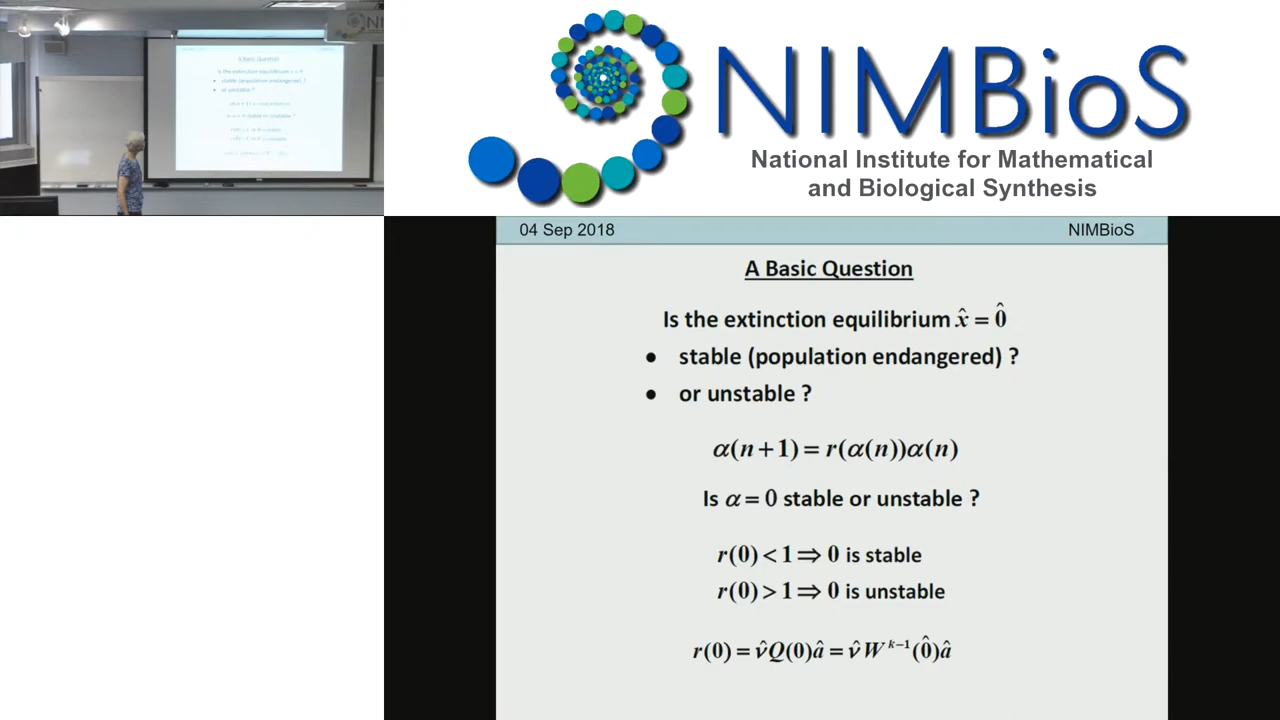 NIMBioS
National Institute for Mathematical
and Biological Synthesis
04 Sep 2018 NIMBioS
A Basic Question
Is the extinction equilibrium x̂ = 0̂
• stable (population endangered) ?
• or unstable ?
α(n+1) = r(α(n))α(n)
Is α = 0 stable or unstable ?
r(0) < 1 ⇒ 0 is stable
r(0) > 1 ⇒ 0 is unstable
r(0) = v̂Q(0)â = v̂W^{k−1}(0̂)â